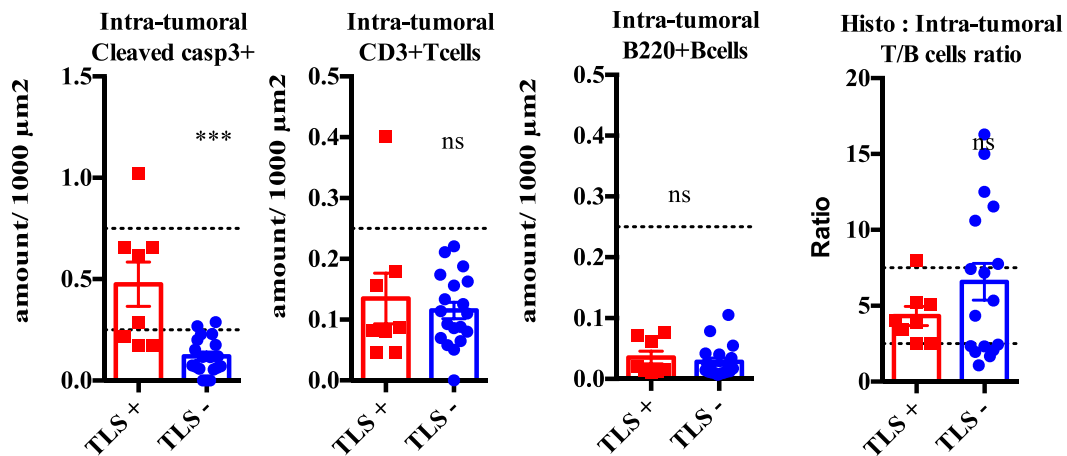 Intra-tumoral
Cleaved casp3+
amount/ 1000 µm2
1.5
1.0
0.5
0.0
***
TLS +
TLS -
Intra-tumoral
CD3+Tcells
amount/ 1000 µm2
0.5
0.4
0.3
0.2
0.1
0.0
ns
TLS +
TLS -
Intra-tumoral
B220+Bcells
amount/ 1000 µm2
0.5
0.4
0.3
0.2
0.1
0.0
ns
TLS +
TLS -
Histo : Intra-tumoral
T/B cells ratio
Ratio
20
15
10
5
0
ns
TLS +
TLS -